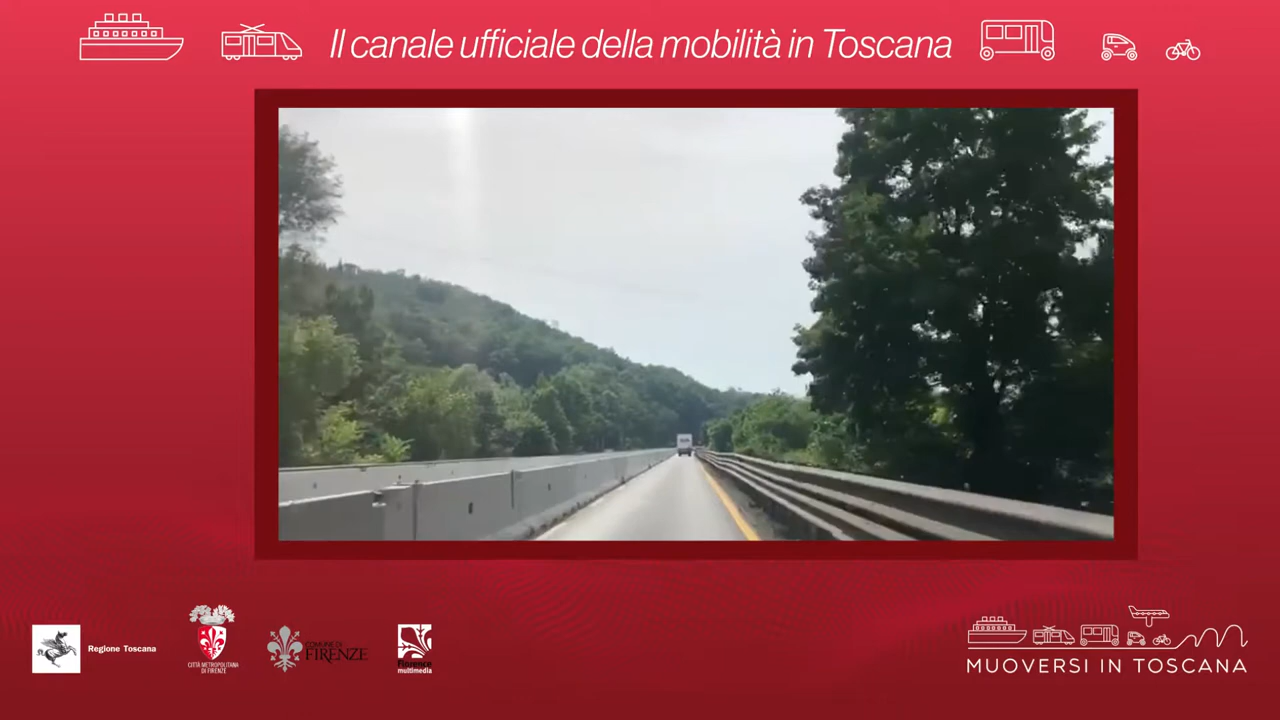 Il canale ufficiale della mobilità in Toscana
Regione Toscana
CITTÀ METROPOLITANA
DI FIRENZE
COMUNE DI
FIRENZE
Florence
multimedia
MUOVERSI IN TOSCANA